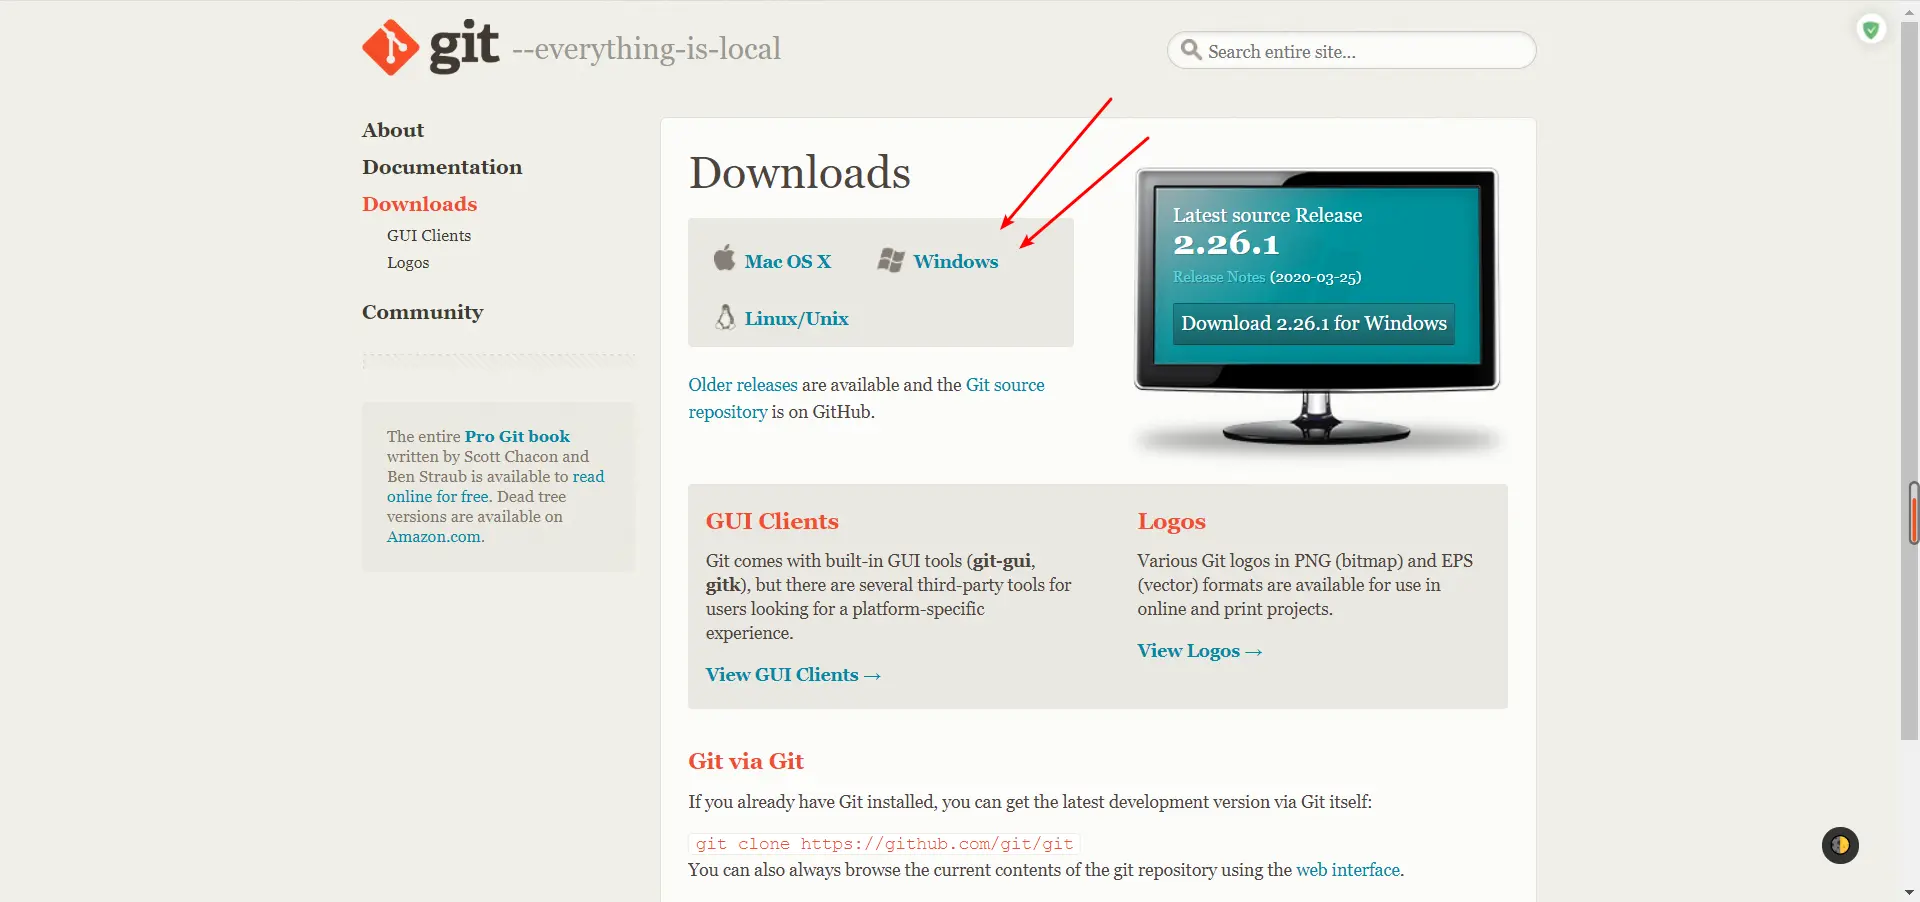 git --everything-is-local
Search entire site...
About
Documentation
Downloads
GUI Clients
Logos
Community
The entire Pro Git book
written by Scott Chacon and
Ben Straub is available to read
online for free. Dead tree
versions are available on
Amazon.com.
Downloads
Mac OS X
Windows
Linux/Unix
Older releases are available and the Git source
repository is on GitHub.
Latest source Release
2.26.1
Release Notes (2020-03-25)
Download 2.26.1 for Windows
GUI Clients
Git comes with built-in GUI tools (git-gui,
gitk), but there are several third-party tools for
users looking for a platform-specific
experience.
View GUI Clients →
Logos
Various Git logos in PNG (bitmap) and EPS
(vector) formats are available for use in
online and print projects.
View Logos →
Git via Git
If you already have Git installed, you can get the latest development version via Git itself:
git clone https://github.com/git/git
You can also always browse the current contents of the git repository using the web interface.